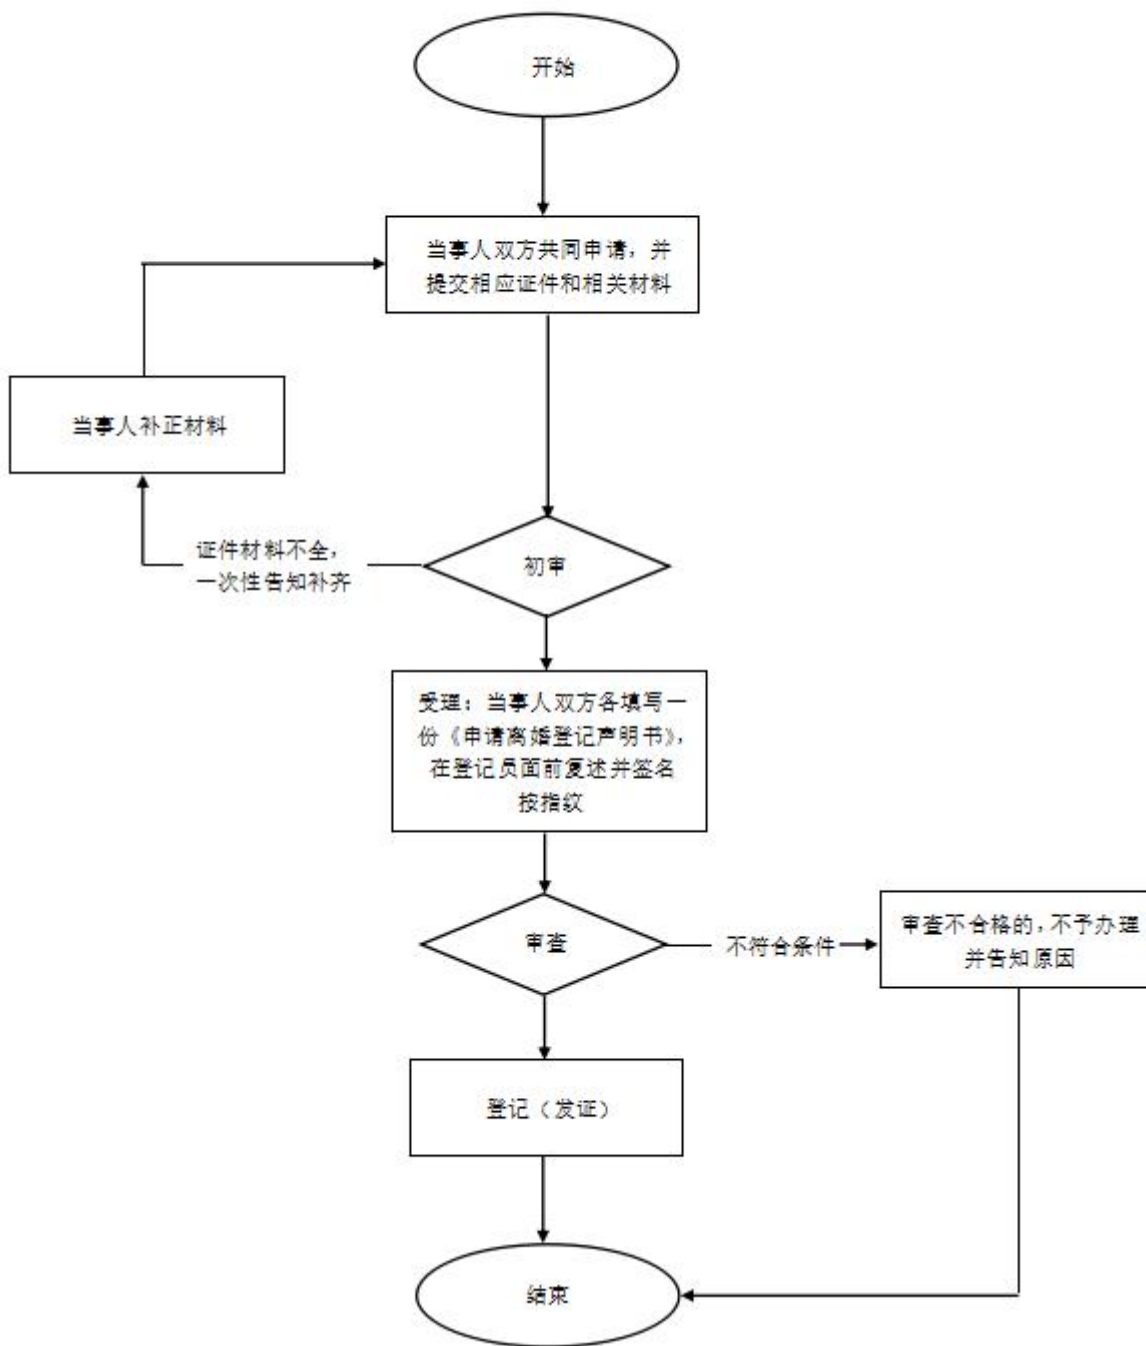 开始
当事人双方共同申请，并
提交相应证件和相关材料
当事人补正材料
证件材料不全，
一次性告知补齐
初审
受理：当事人双方各填写一
份《申请离婚登记声明书》，
在登记员面前复述并签名
按指纹
审查
不符合条件
审查不合格的，不予办理
并告知原因
登记（发证）
结束